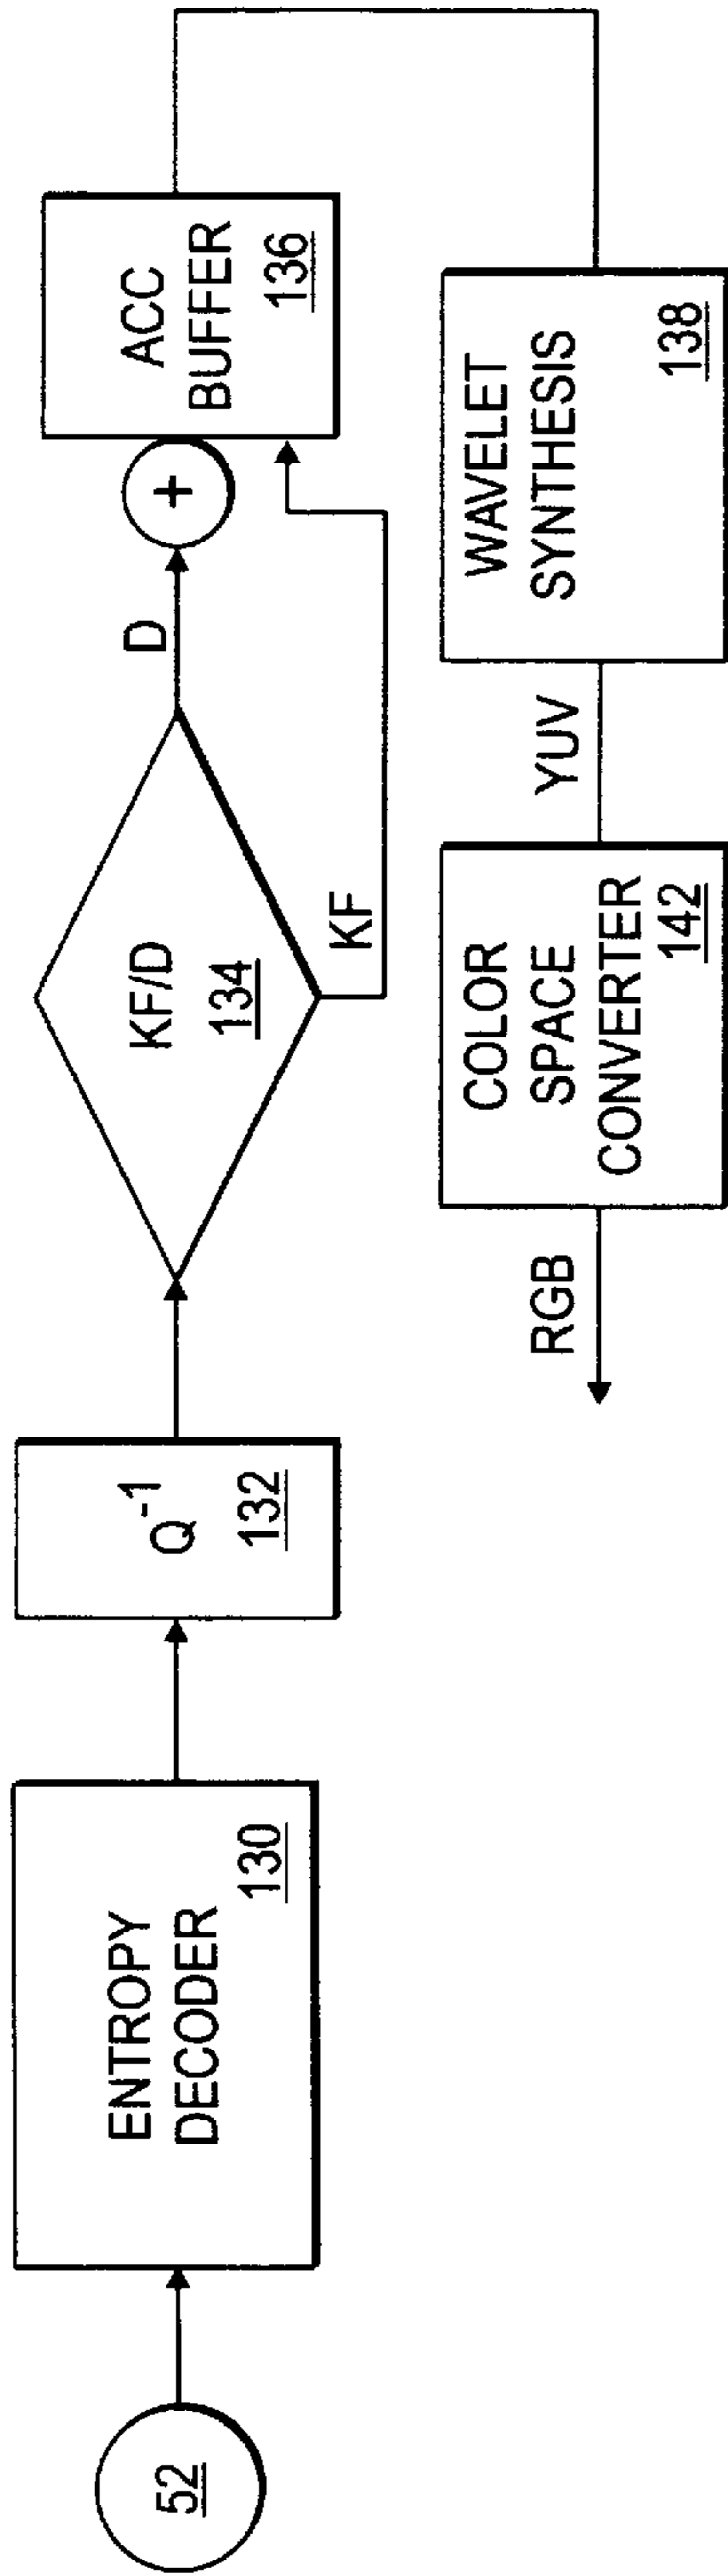 52
ENTROPY
DECODER
130
Q⁻¹
132
KF/D
134
D
KF
+
ACC
BUFFER
136
WAVELET
SYNTHESIS
138
YUV
COLOR
SPACE
CONVERTER
142
RGB